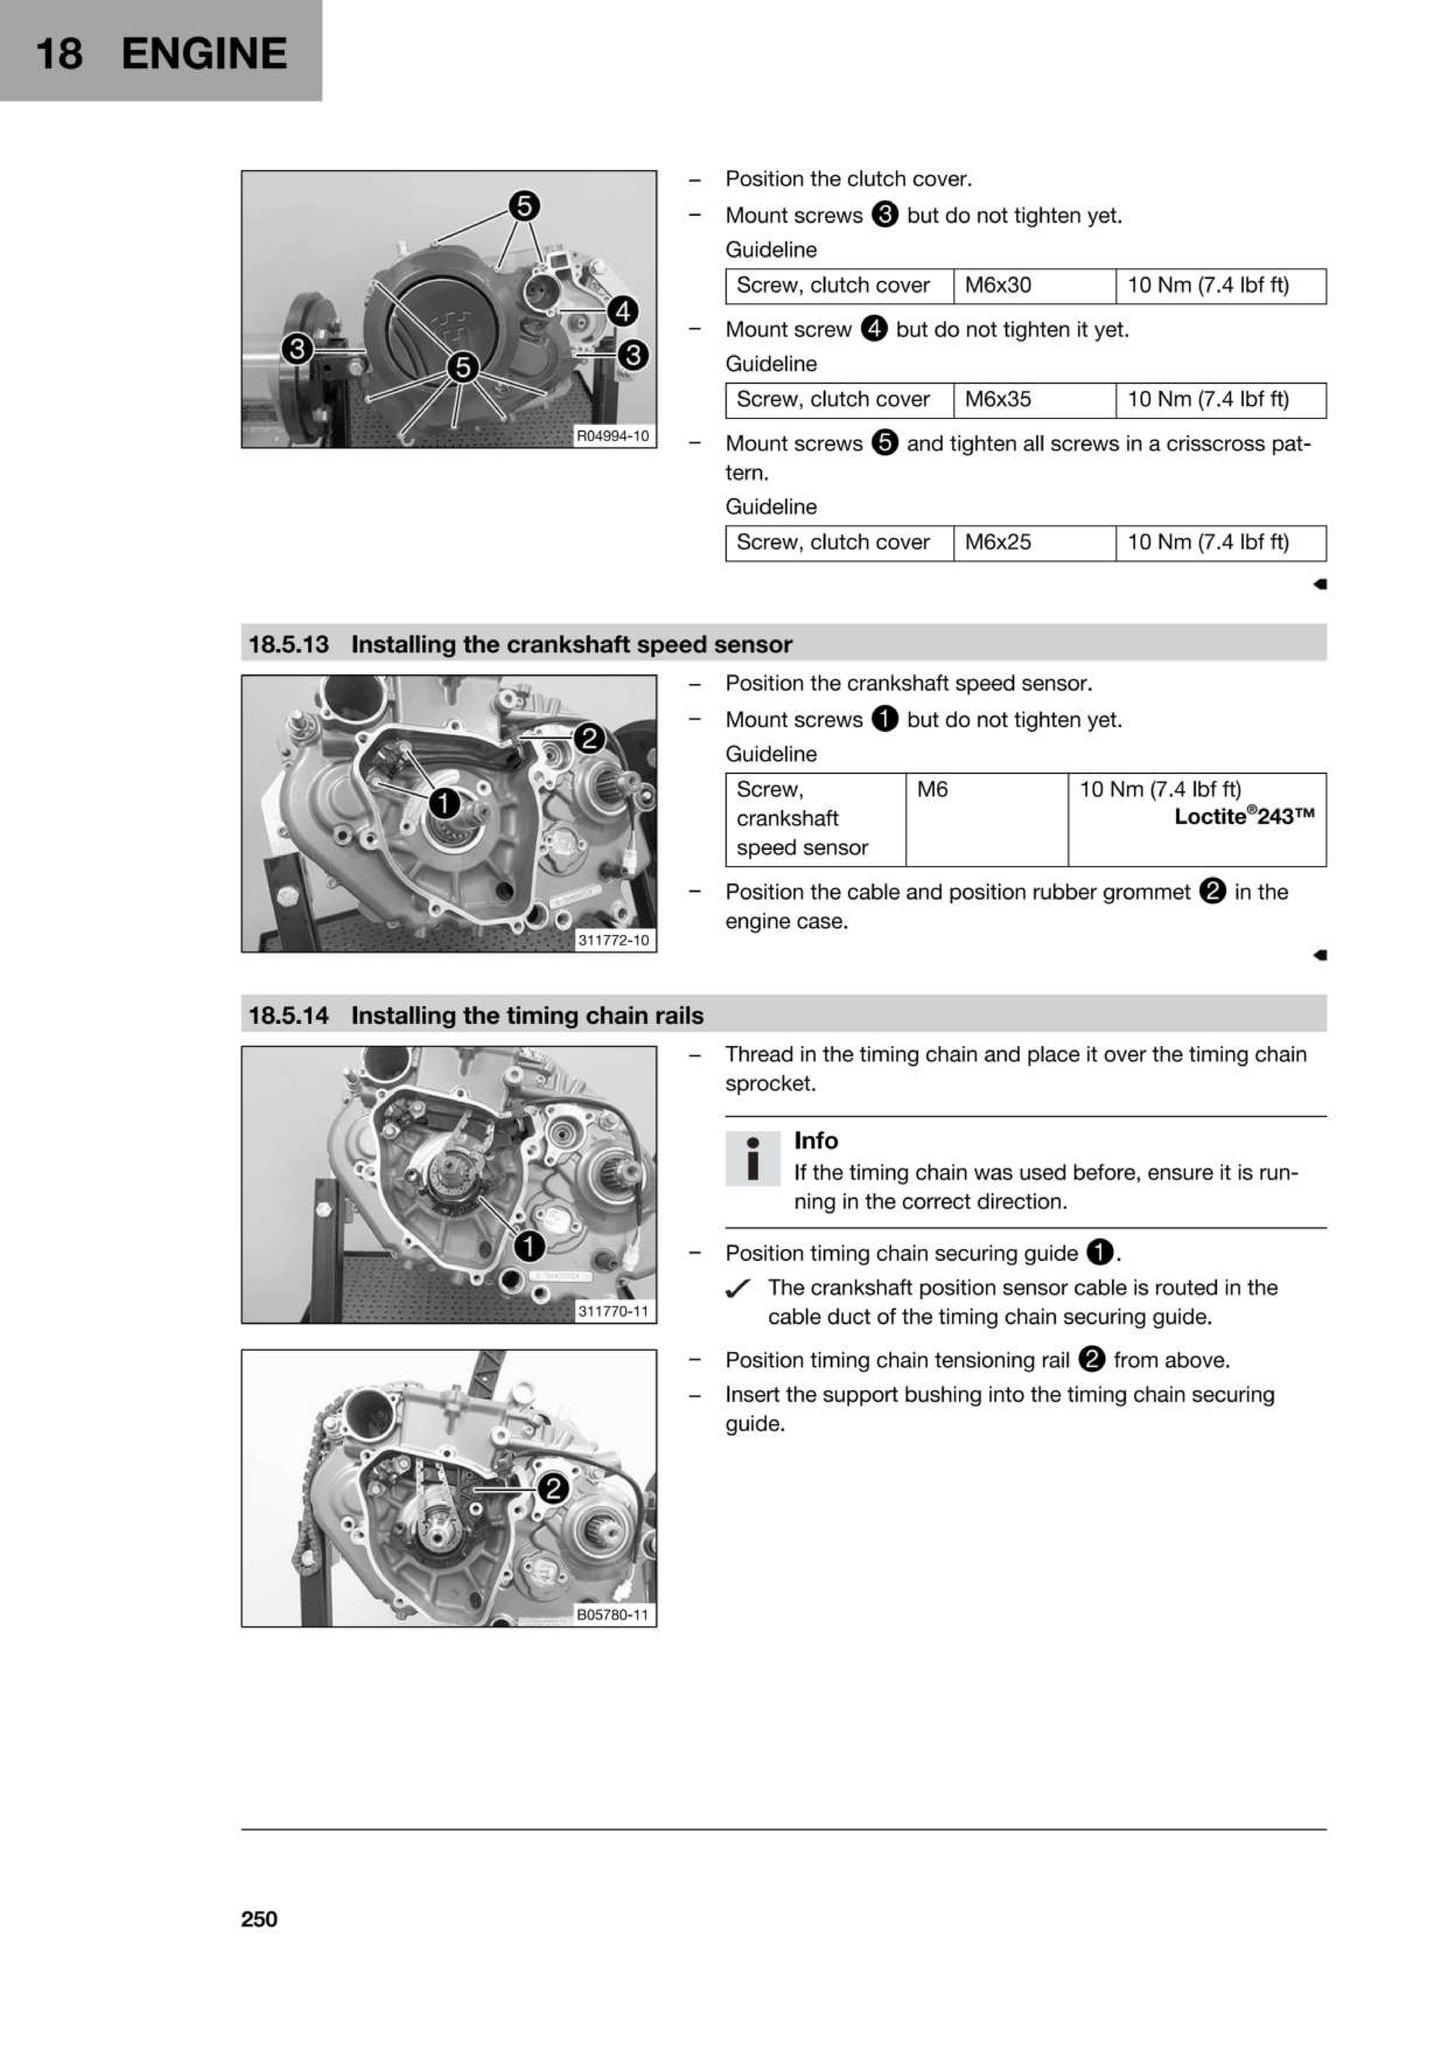 18 ENGINE
5
4
3
3
5
R04994-10
– Position the clutch cover.
– Mount screws 3 but do not tighten yet.
Guideline
Screw, clutch cover M6x30 10 Nm (7.4 lbf ft)
– Mount screw 4 but do not tighten it yet.
Guideline
Screw, clutch cover M6x35 10 Nm (7.4 lbf ft)
– Mount screws 5 and tighten all screws in a crisscross pat-
tern.
Guideline
Screw, clutch cover M6x25 10 Nm (7.4 lbf ft)
18.5.13 Installing the crankshaft speed sensor
2
1
311772-10
– Position the crankshaft speed sensor.
– Mount screws 1 but do not tighten yet.
Guideline
Screw, M6 10 Nm (7.4 lbf ft)
crankshaft Loctite®243™
speed sensor
– Position the cable and position rubber grommet 2 in the
engine case.
18.5.14 Installing the timing chain rails
1
311770-11
– Thread in the timing chain and place it over the timing chain
sprocket.
i Info
If the timing chain was used before, ensure it is run-
ning in the correct direction.
– Position timing chain securing guide 1.
✓ The crankshaft position sensor cable is routed in the
cable duct of the timing chain securing guide.
2
B05780-11
– Position timing chain tensioning rail 2 from above.
– Insert the support bushing into the timing chain securing
guide.
250